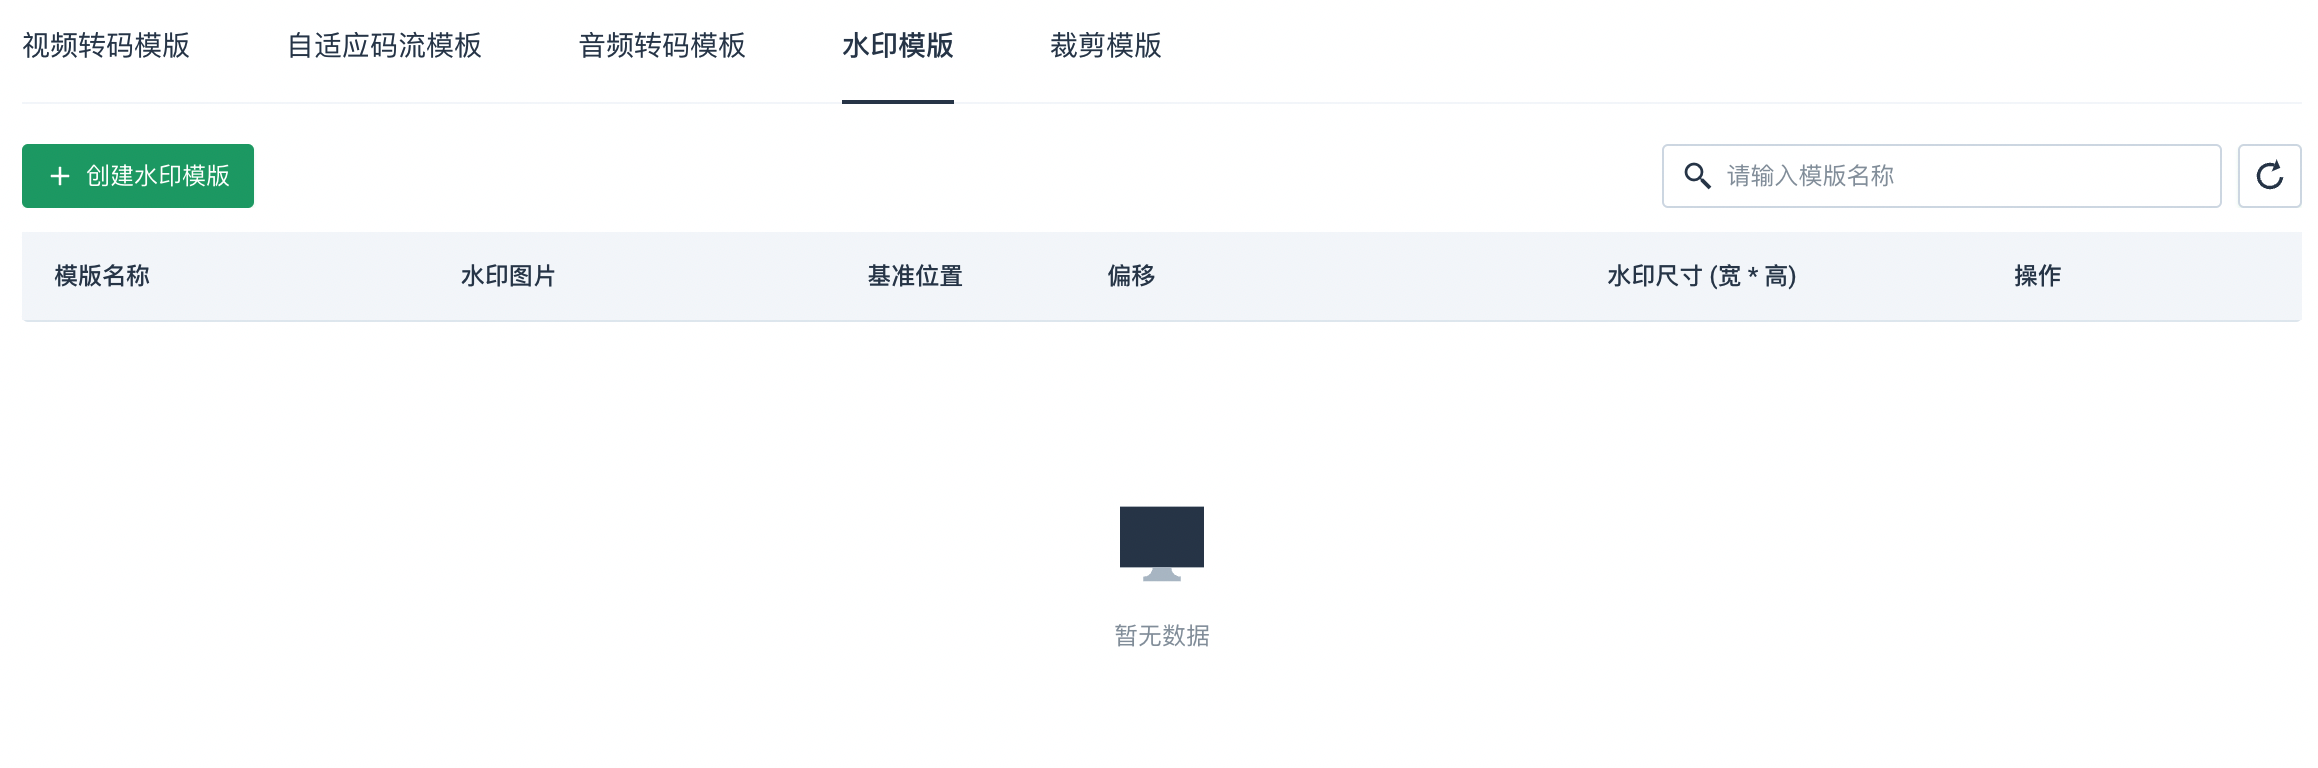 视频转码模版 自适应码流模板 音频转码模板 水印模版 裁剪模版
创建水印模版 请输入模版名称
模版名称 水印图片 基准位置 偏移 水印尺寸 (宽 * 高) 操作
暂无数据